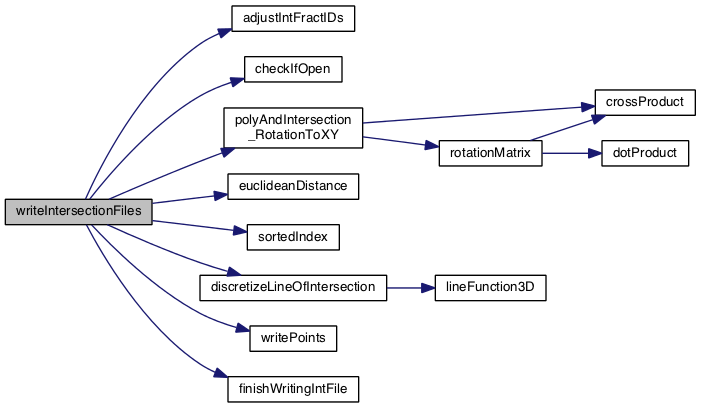 adjustIntFractIDs
checkIfOpen
polyAndIntersection
_RotationToXY
crossProduct
rotationMatrix
dotProduct
euclideanDistance
writeIntersectionFiles
sortedIndex
discretizeLineOfIntersection
lineFunction3D
writePoints
finishWritingIntFile